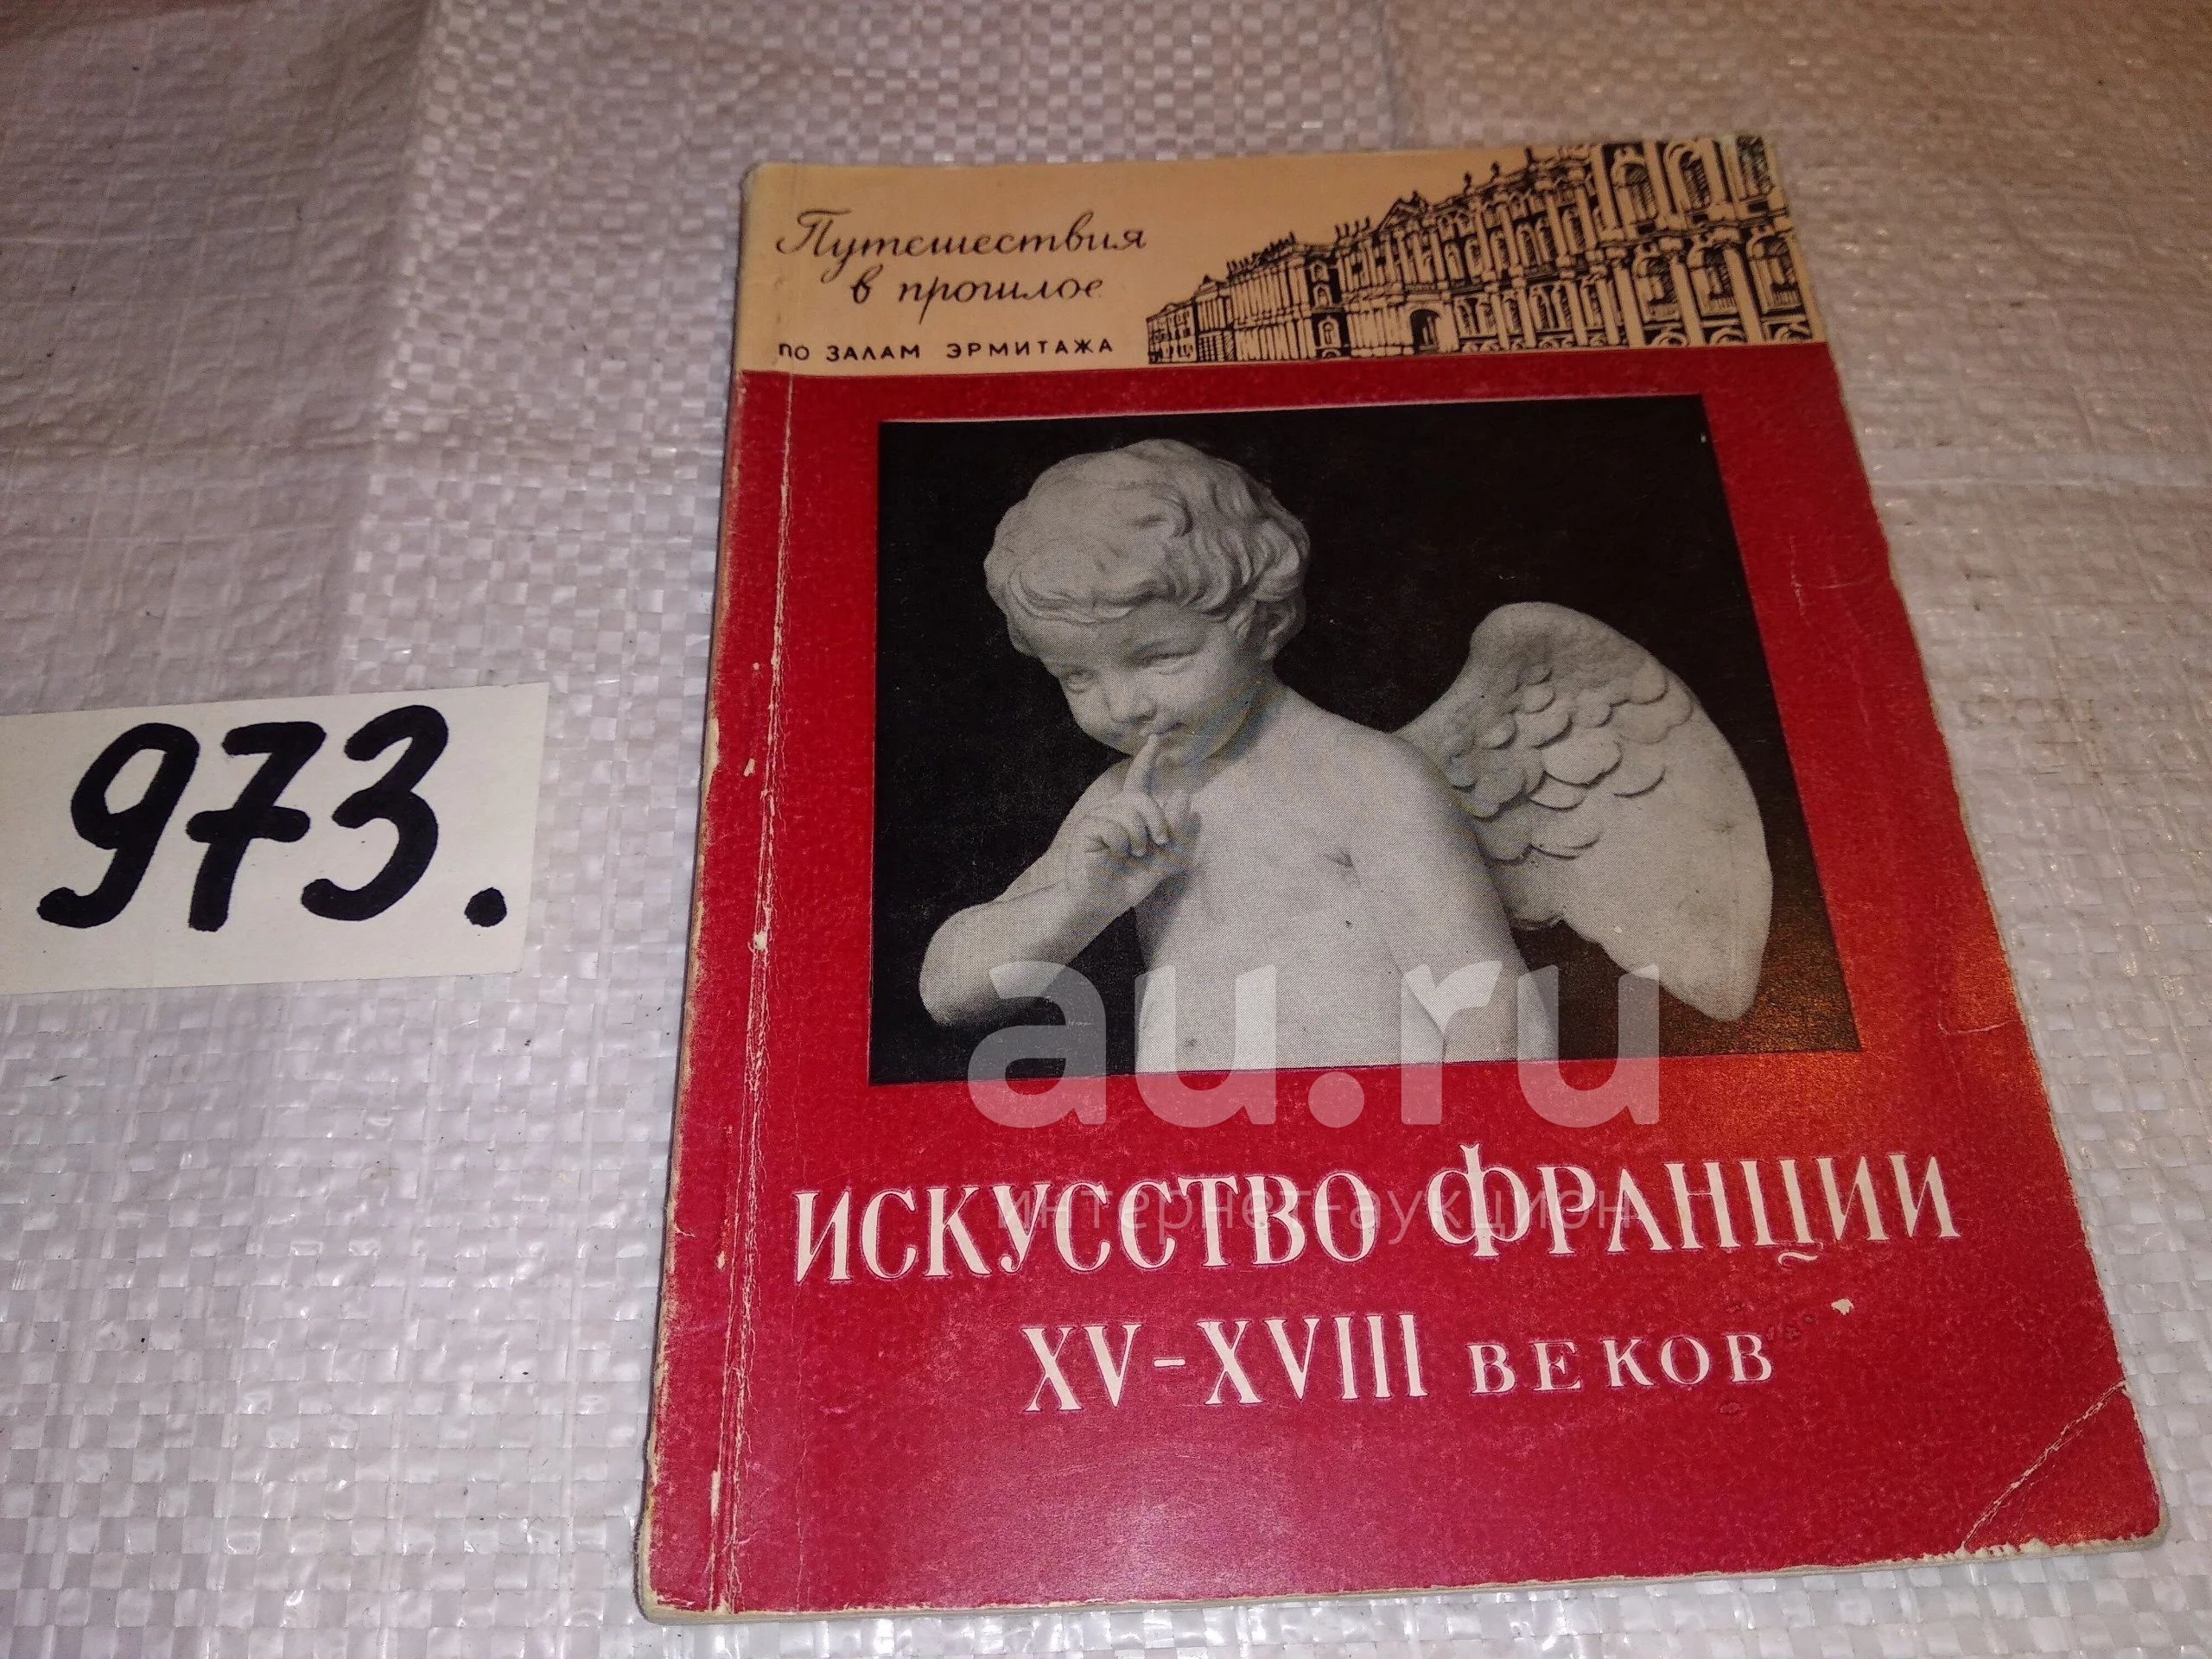 Путешествия
в прошлое
ПО ЗАЛАМ ЭРМИТАЖА
973.
au.ru
интернет-аукцион
ИСКУССТВО ФРАНЦИИ
XV-XVIII ВЕКОВ